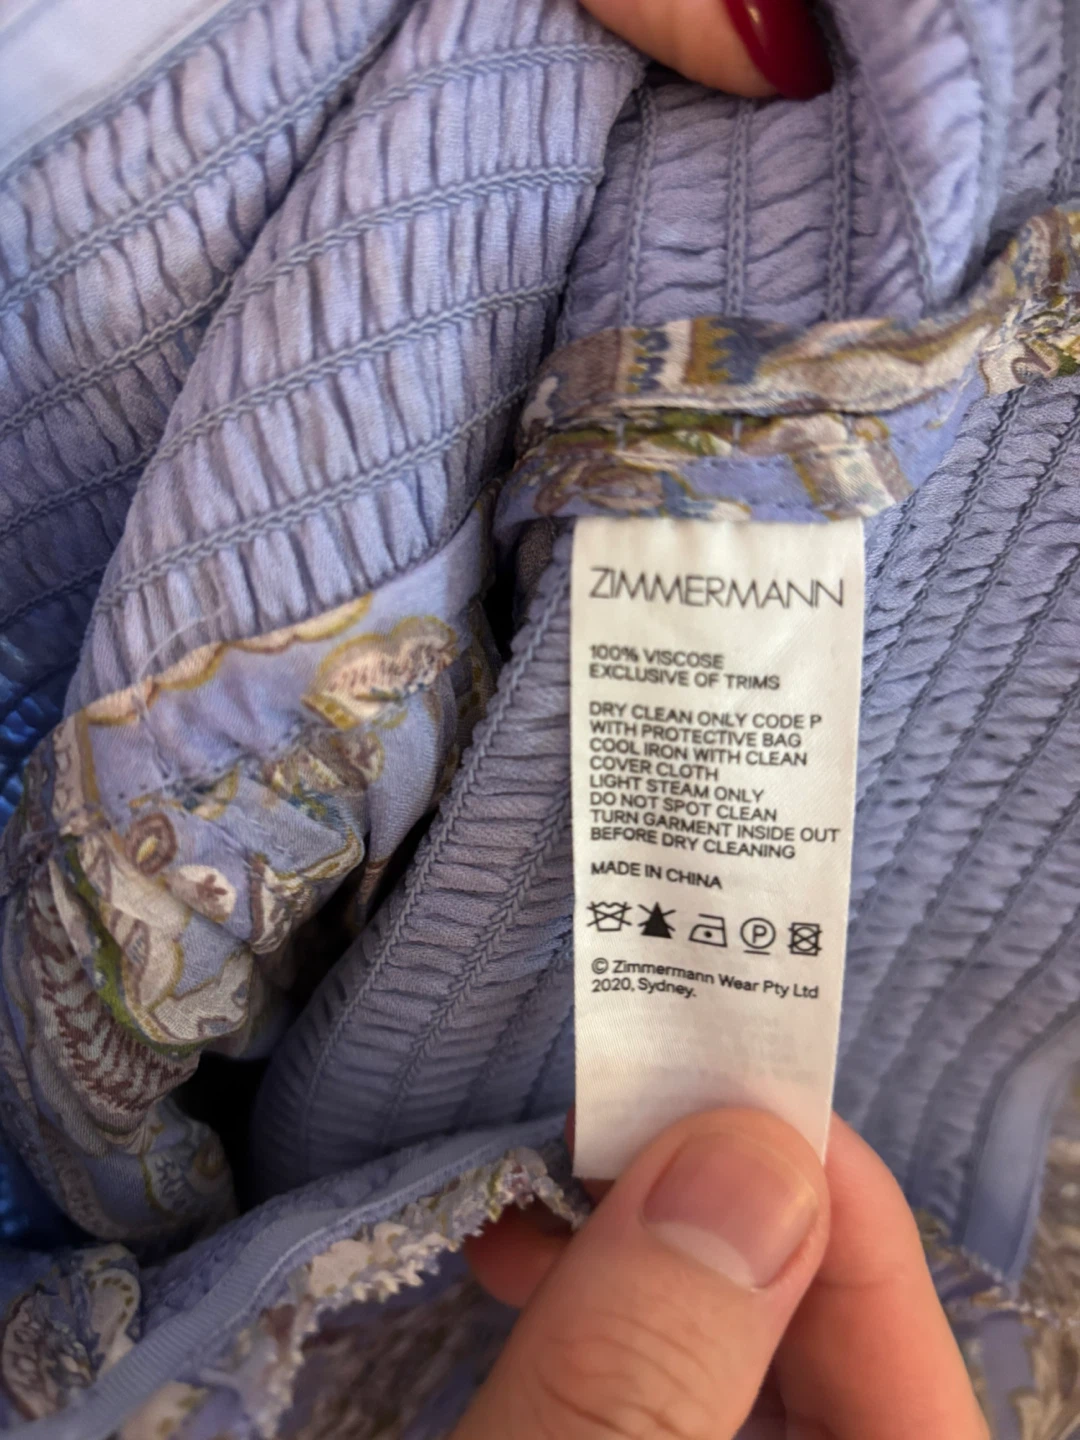 ZIMMERMANN
100% VISCOSE
EXCLUSIVE OF TRIMS
DRY CLEAN ONLY CODE P
WITH PROTECTIVE BAG
COOL IRON WITH CLEAN
COVER CLOTH
LIGHT STEAM ONLY
DO NOT SPOT CLEAN
TURN GARMENT INSIDE OUT
BEFORE DRY CLEANING
MADE IN CHINA
P
© Zimmermann Wear Pty Ltd
2020, Sydney.